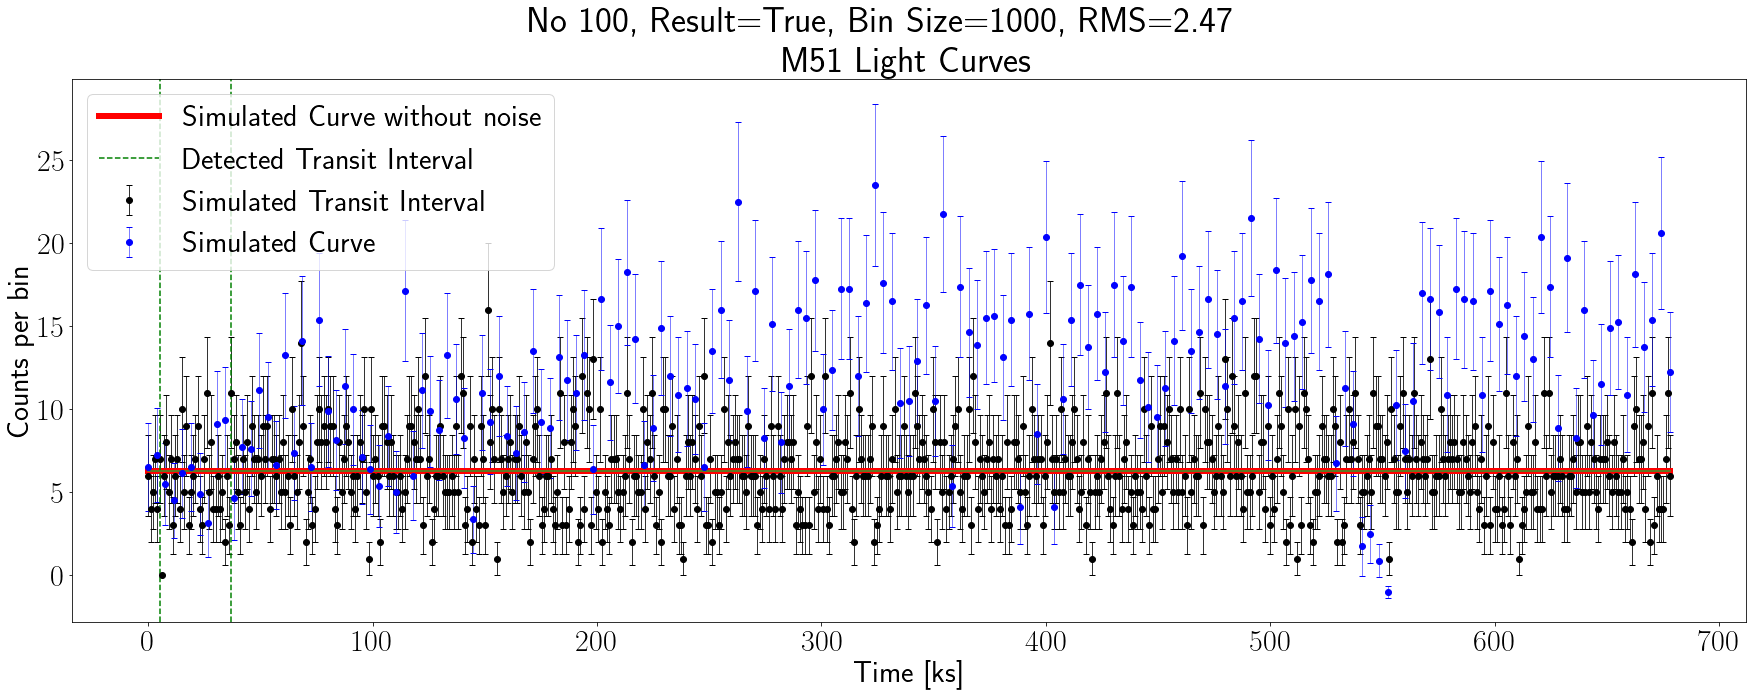 No 100, Result=True, Bin Size=1000, RMS=2.47
M51 Light Curves
Simulated Curve without noise
Detected Transit Interval
Simulated Transit Interval
Simulated Curve
Counts per bin
25
20
15
10
5
0
0 100 200 300 400 500 600 700
Time [ks]